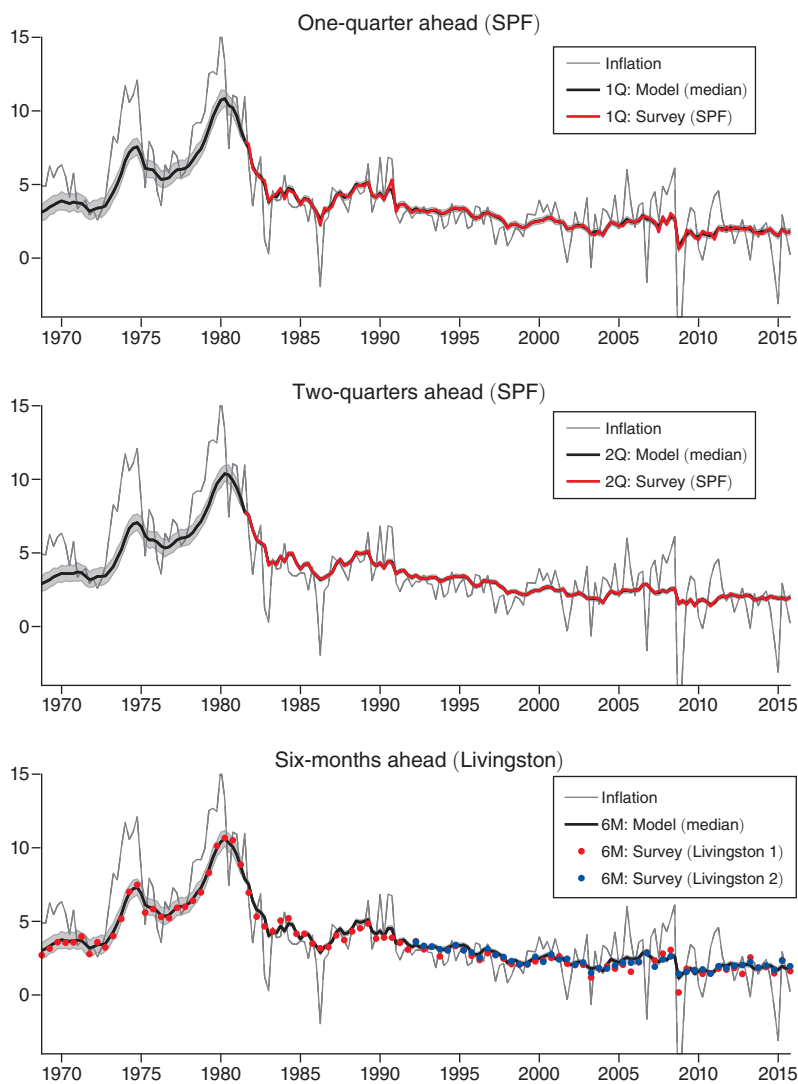 One-quarter ahead (SPF)
15
10
5
0
Inflation
1Q: Model (median)
1Q: Survey (SPF)
1970 1975 1980 1985 1990 1995 2000 2005 2010 2015
Two-quarters ahead (SPF)
15
10
5
0
Inflation
2Q: Model (median)
2Q: Survey (SPF)
1970 1975 1980 1985 1990 1995 2000 2005 2010 2015
Six-months ahead (Livingston)
15
10
5
0
Inflation
6M: Model (median)
6M: Survey (Livingston 1)
6M: Survey (Livingston 2)
1970 1975 1980 1985 1990 1995 2000 2005 2010 2015